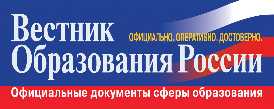 Вестник
ОФИЦИАЛЬНО. ОПЕРАТИВНО. ДОСТОВЕРНО.
Образования России
Официальные документы сферы образования